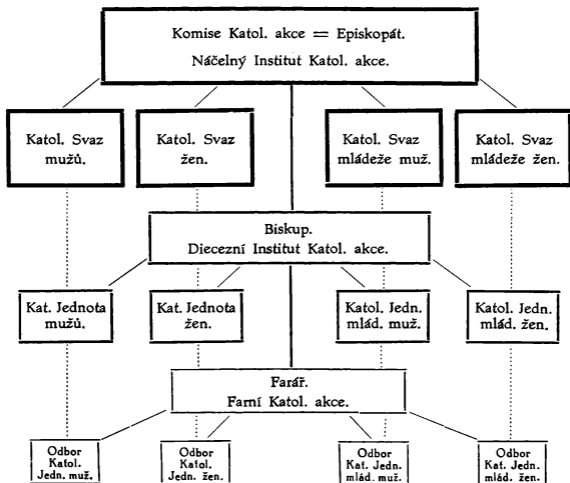 Komise Katol. akce = Episkopát.
Náčelný Institut Katol. akce.
Katol. Svaz
mužů.
Katol. Svaz
žen.
Katol. Svaz
mládeže muž.
Katol. Svaz
mládeže žen.
Biskup.
Diecezní Institut Katol. akce.
Kat. Jednota
mužů.
Kat. Jednota
žen.
Katol. Jedn.
mlád. muž.
Katol. Jedn.
mlád. žen.
Farář.
Farní Katol. akce.
Odbor
Katol.
Jedn. muž.
Odbor
Katol.
Jedn. žen.
Odbor
Kat. Jedn.
mlád. muž.
Odbor
Kat. Jedn.
mlád. žen.